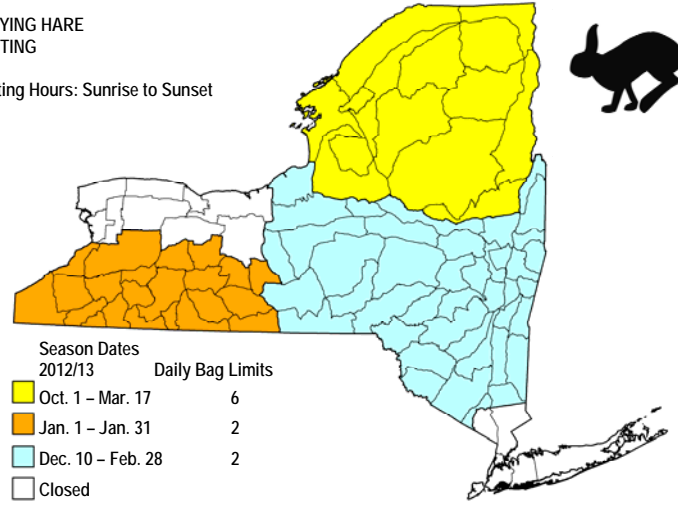 YING HARE
TING
ting Hours: Sunrise to Sunset
Season Dates
2012/13 Daily Bag Limits
Oct. 1 – Mar. 17 6
Jan. 1 – Jan. 31 2
Dec. 10 – Feb. 28 2
Closed